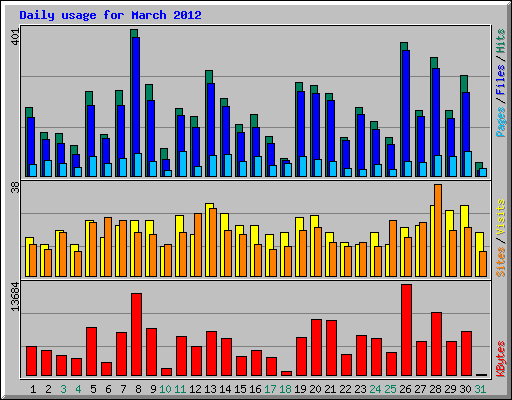 Daily usage for March 2012
401
Pages / Files / Hits
38
Sites / Visits
13684
KBytes
1 2 3 4 5 6 7 8 9 10 11 12 13 14 15 16 17 18 19 20 21 22 23 24 25 26 27 28 29 30 31